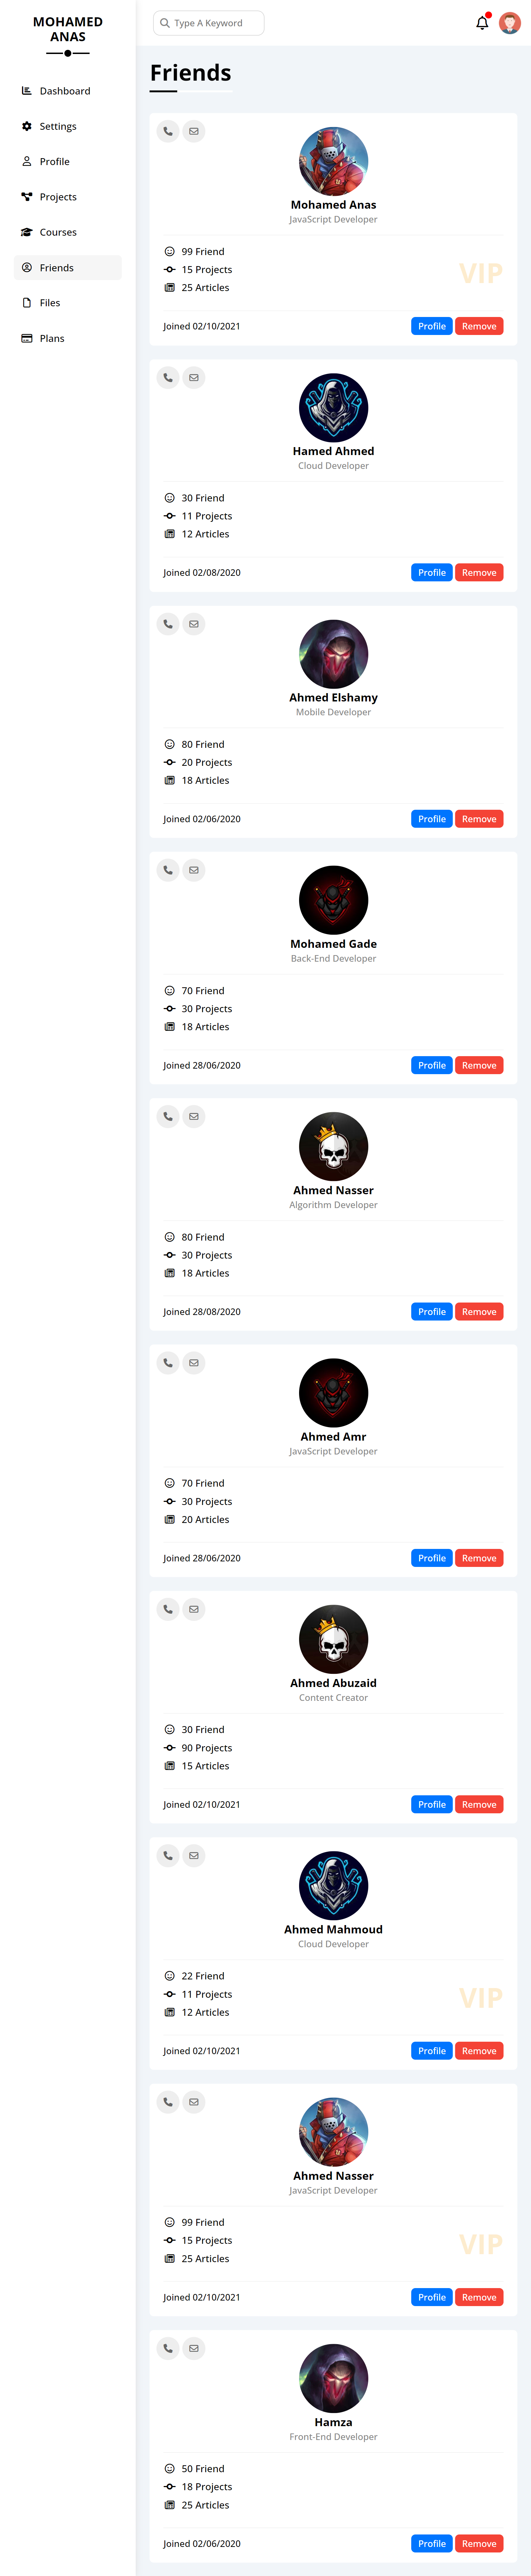 MOHAMED
ANAS
Dashboard
Settings
Profile
Projects
Courses
Friends
Files
Plans
Type A Keyword
Friends
Mohamed Anas
JavaScript Developer
99 Friend
15 Projects
25 Articles
VIP
Joined 02/10/2021
Profile
Remove
Hamed Ahmed
Cloud Developer
30 Friend
11 Projects
12 Articles
Joined 02/08/2020
Profile
Remove
Ahmed Elshamy
Mobile Developer
80 Friend
20 Projects
18 Articles
Joined 02/06/2020
Profile
Remove
Mohamed Gade
Back-End Developer
70 Friend
30 Projects
18 Articles
Joined 28/06/2020
Profile
Remove
Ahmed Nasser
Algorithm Developer
80 Friend
30 Projects
18 Articles
Joined 28/08/2020
Profile
Remove
Ahmed Amr
JavaScript Developer
70 Friend
30 Projects
20 Articles
Joined 28/06/2020
Profile
Remove
Ahmed Abuzaid
Content Creator
30 Friend
90 Projects
15 Articles
Joined 02/10/2021
Profile
Remove
Ahmed Mahmoud
Cloud Developer
22 Friend
11 Projects
12 Articles
VIP
Joined 02/10/2021
Profile
Remove
Ahmed Nasser
JavaScript Developer
99 Friend
15 Projects
25 Articles
VIP
Joined 02/10/2021
Profile
Remove
Hamza
Front-End Developer
50 Friend
18 Projects
25 Articles
Joined 02/06/2020
Profile
Remove